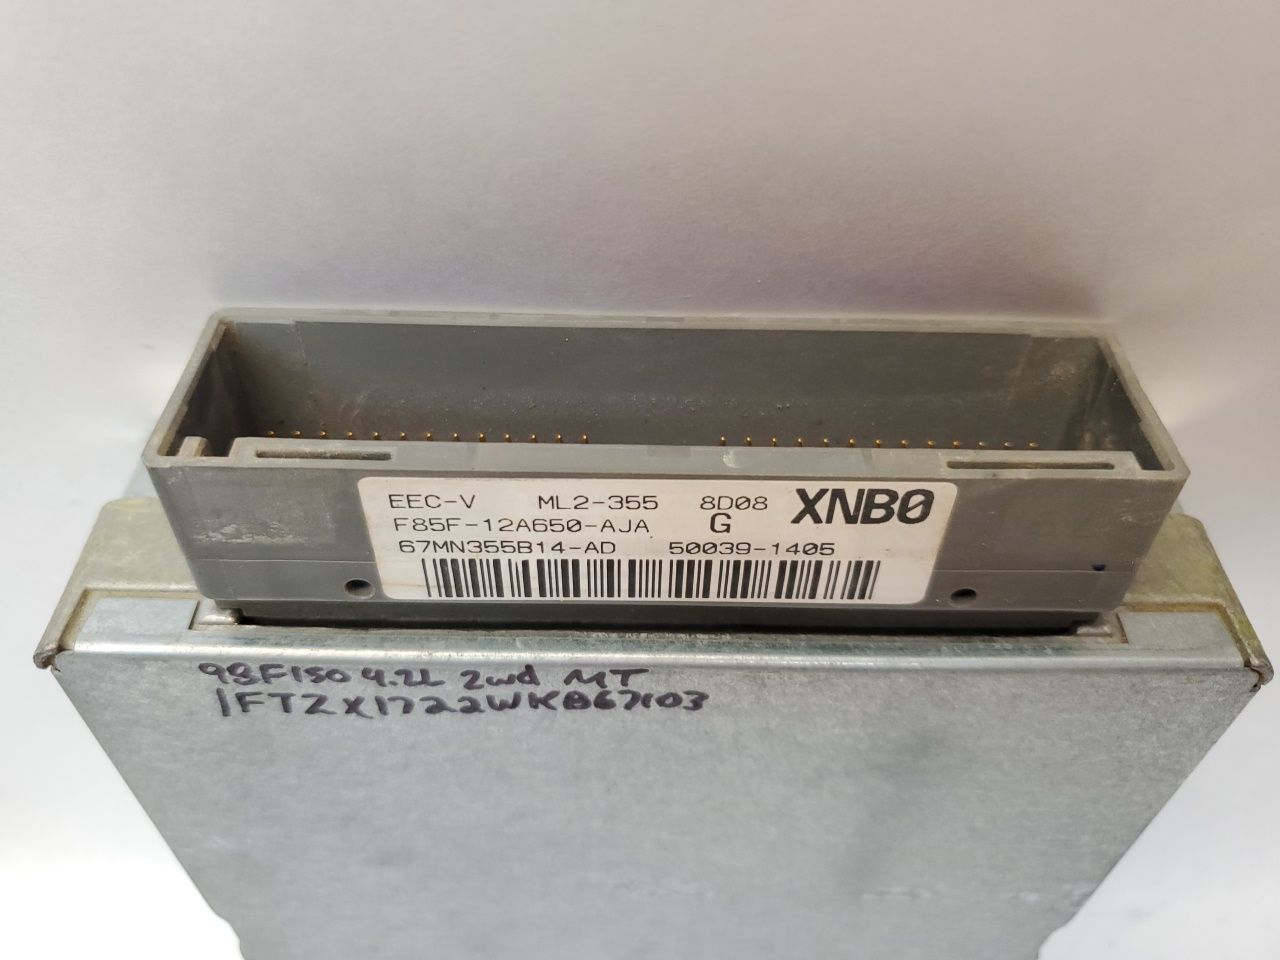 EEC-V ML2-355 8D08 XNB0
F85F-12A650-AJA G
67MN355B14-AD 50039-1405
98F150 4.2L 2wd MT
1FTZX1722WKB67103